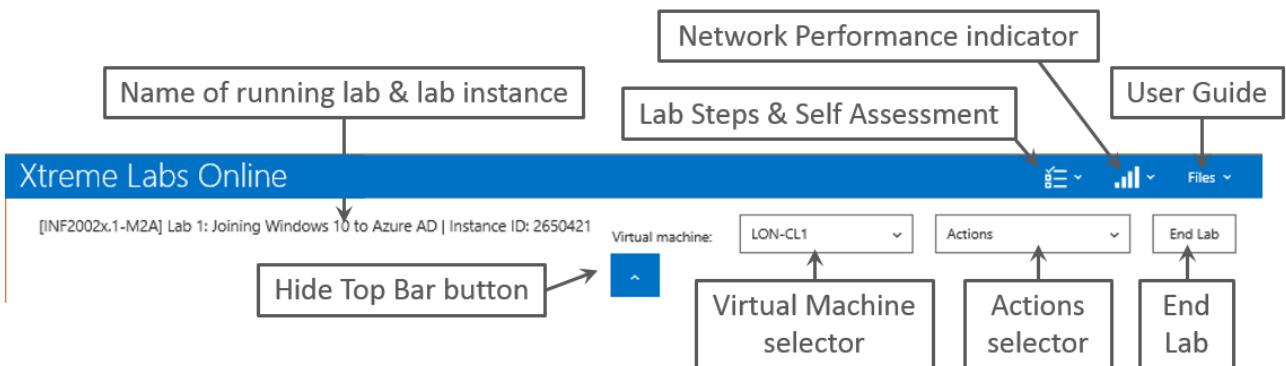 Network Performance indicator
Name of running lab & lab instance
User Guide
Lab Steps & Self Assessment
Xtreme Labs Online
Files
[INF2002x.1-M2A] Lab 1: Joining Windows 10 to Azure AD | Instance ID: 2650421
Virtual machine:
LON-CL1
Actions
End Lab
Hide Top Bar button
Virtual Machine
selector
Actions
selector
End
Lab